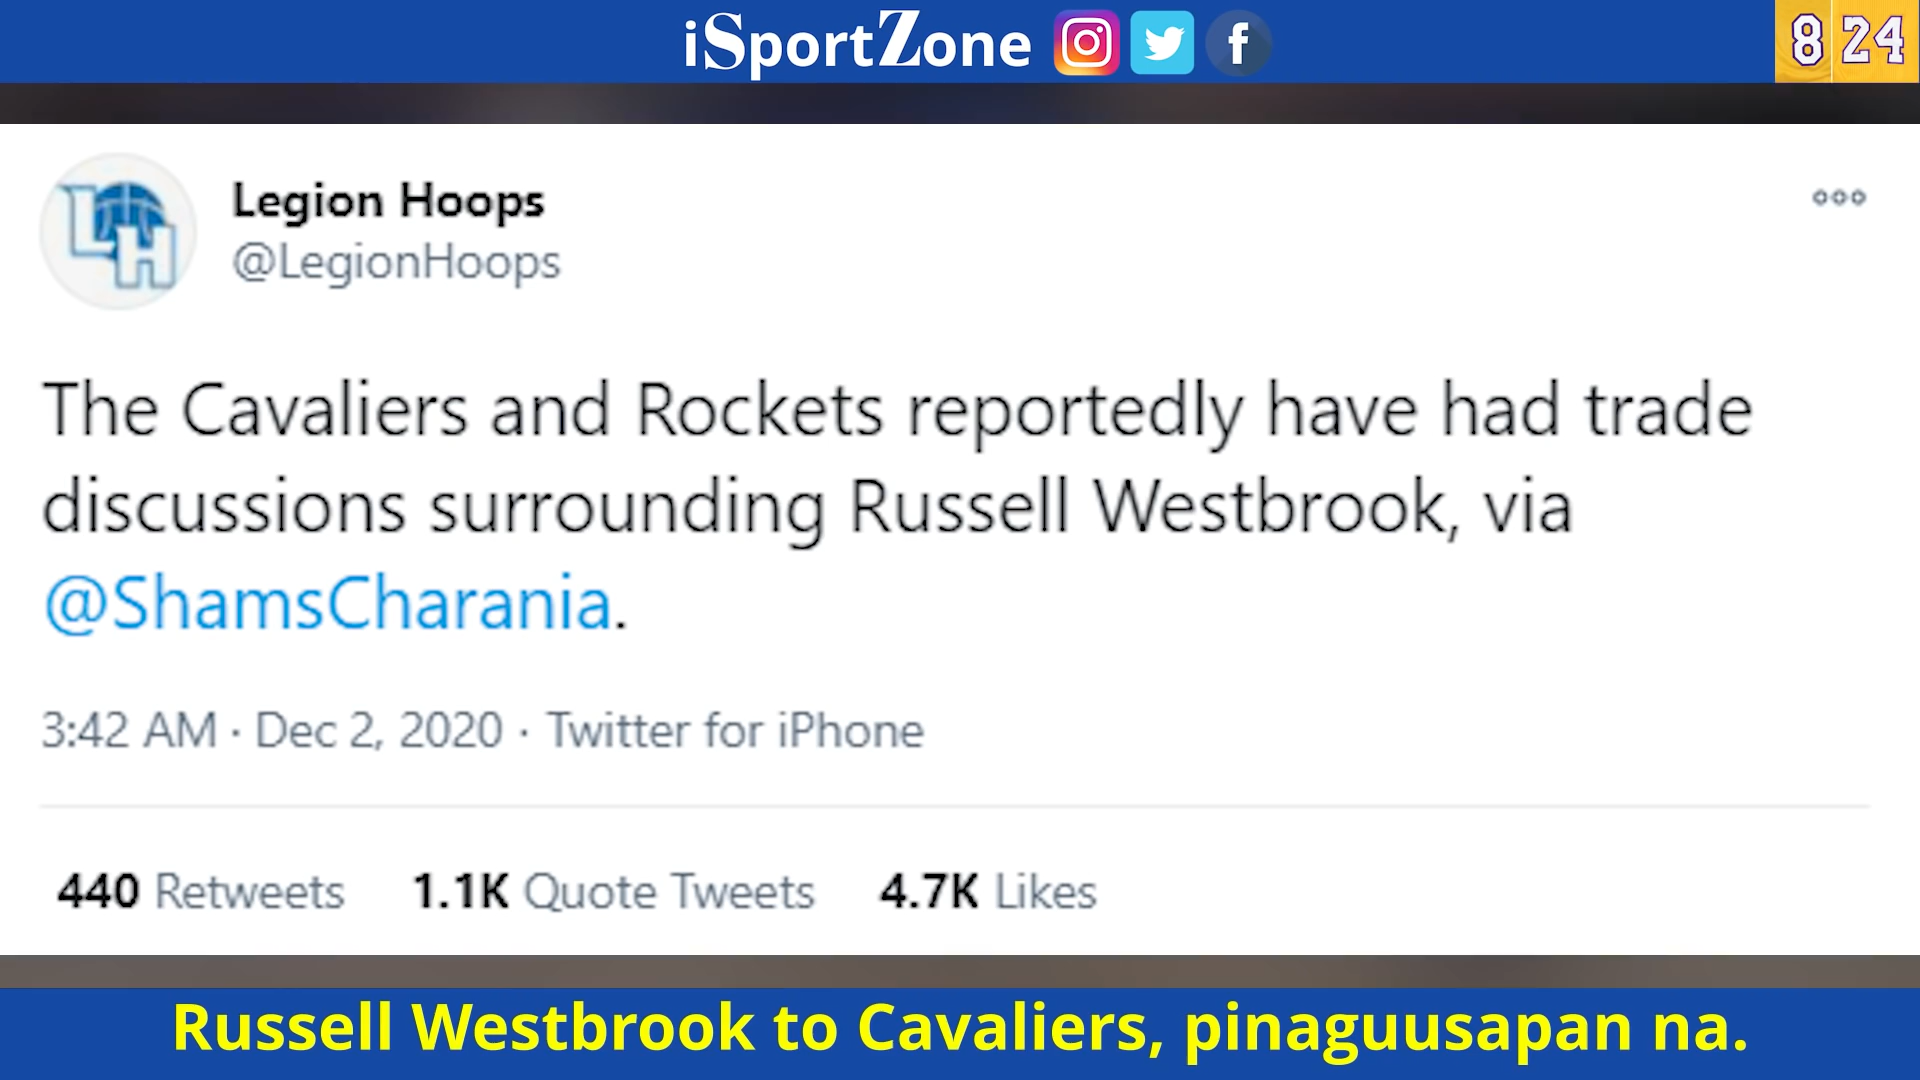 iSportZone
8 24
Legion Hoops
@LegionHoops
The Cavaliers and Rockets reportedly have had trade
discussions surrounding Russell Westbrook, via
@ShamsCharania.
3:42 AM · Dec 2, 2020 · Twitter for iPhone
440 Retweets 1.1K Quote Tweets 4.7K Likes
Russell Westbrook to Cavaliers, pinaguusapan na.